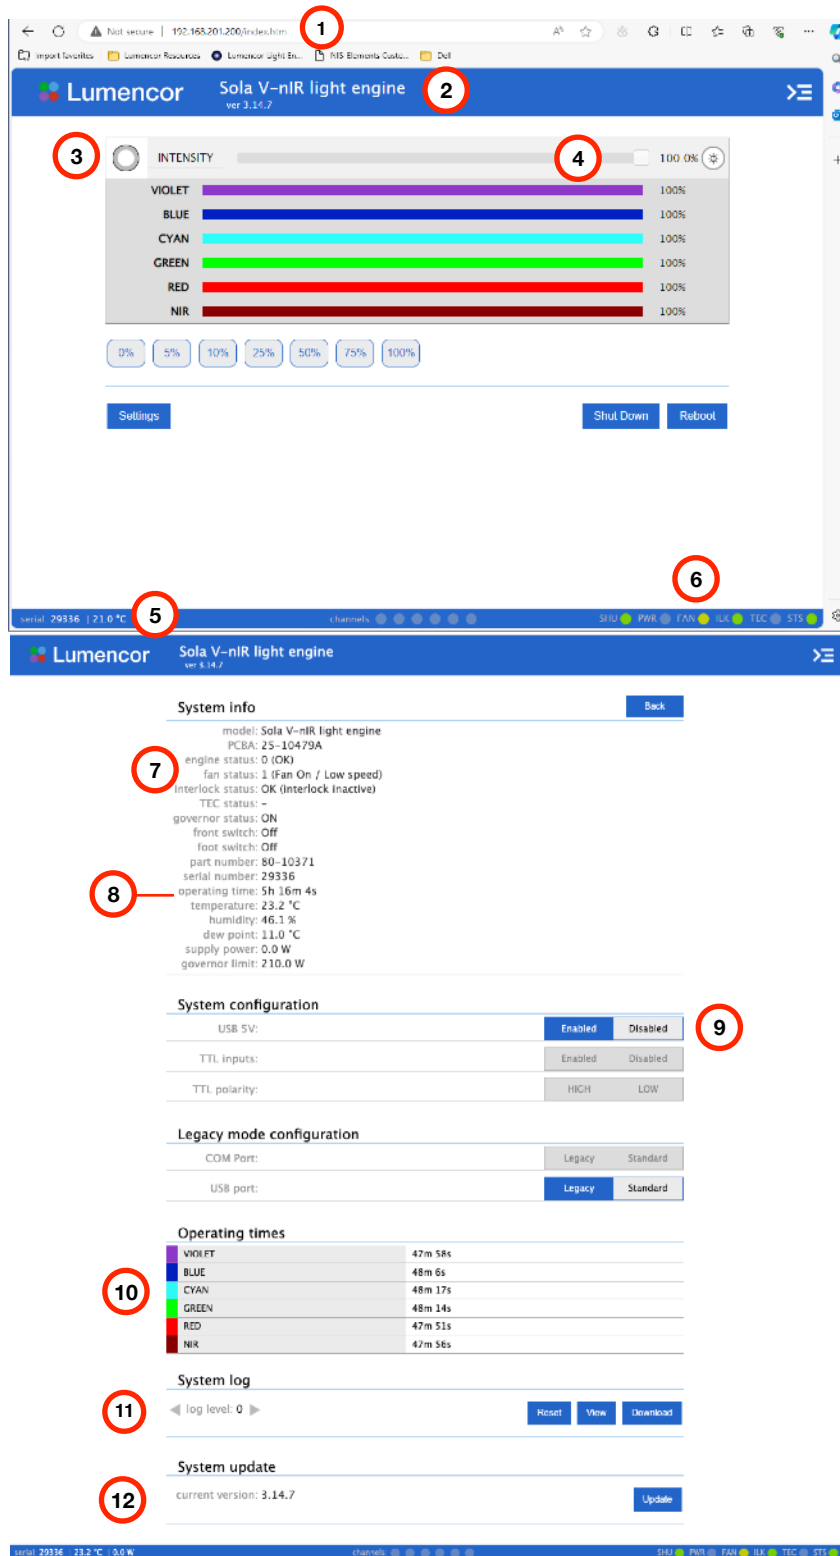 Not secure | 192.168.201.200/index.htm
1
Import favorites Lumencor Resources Lumencor Light En... NIS Elements Custo... Dell
Lumencor Sola V-nIR light engine
ver 3.14.7
2
3 INTENSITY 4 100.0%
VIOLET 100%
BLUE 100%
CYAN 100%
GREEN 100%
RED 100%
NIR 100%
0% 5% 10% 25% 50% 75% 100%
Settings Shut Down Reboot
6
serial 29336 | 21.0 °C 5 channels SHU PWR FAN ILK TEC STS
Lumencor Sola V-nIR light engine
ver 3.14.7
System info Back
model: Sola V-nIR light engine
PCBA: 25-10479A
engine status: 0 (OK)
7 fan status: 1 (Fan On / Low speed)
Interlock status: OK (Interlock inactive)
TEC status: -
governor status: ON
front switch: Off
foot switch: Off
part number: 80-10371
serial number: 29336
8 operating time: 5h 16m 4s
temperature: 23.2 °C
humidity: 46.1 %
dew point: 11.0 °C
supply power: 0.0 W
governor limit: 210.0 W
System configuration
USB 5V: Enabled Disabled 9
TTL inputs: Enabled Disabled
TTL polarity: HIGH LOW
Legacy mode configuration
COM Port: Legacy Standard
USB port: Legacy Standard
Operating times
VIOLET 47m 58s
BLUE 48m 6s
10 CYAN 48m 17s
GREEN 48m 14s
RED 47m 51s
NIR 47m 56s
System log
11 log level: 0 Reset View Download
System update
12 current version: 3.14.7 Update
serial 29336 | 23.2 °C | 0.0 W channels SHU PWR FAN ILK TEC STS